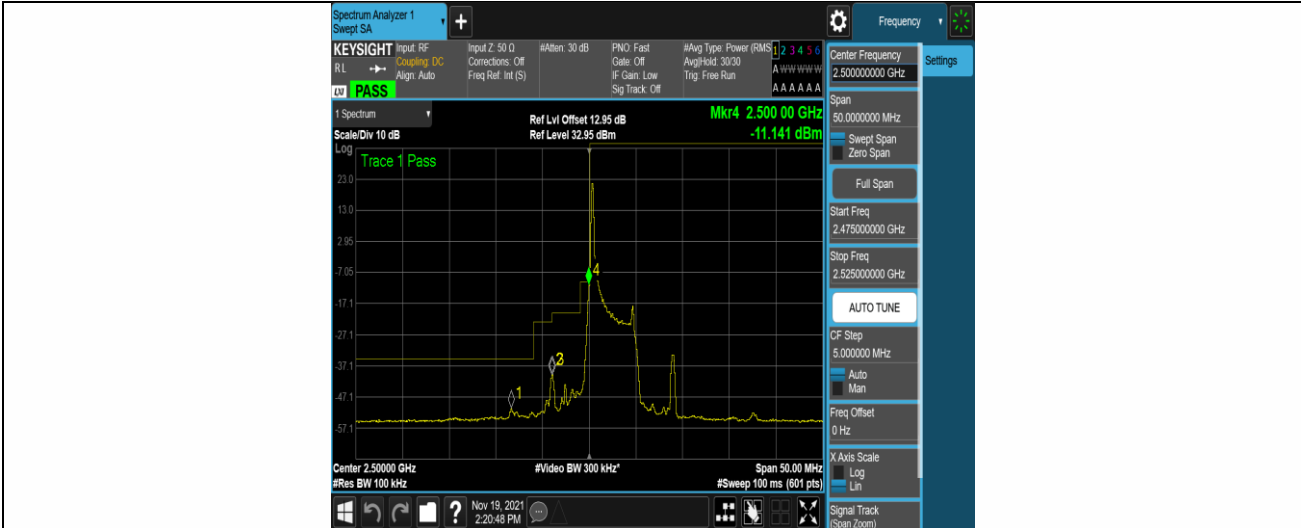 Spectrum Analyzer 1
Swept SA
+
Frequency
KEYSIGHT
Input: RF
Coupling: DC
Align: Auto
Input Z: 50 Ω
Corrections: Off
Freq Ref: Int (S)
#Atten: 30 dB
PNO: Fast
Gate: Off
IF Gain: Low
Sig Track: Off
#Avg Type: Power (RMS
Avg|Hold: 30/30
Trig: Free Run
1 2 3 4 5 6
A W W W W W
A A A A A A
R L
LXI PASS
1 Spectrum
Scale/Div 10 dB
Ref Lvl Offset 12.95 dB
Ref Level 32.95 dBm
Mkr4 2.500 00 GHz
-11.141 dBm
Log
Trace 1 Pass
23.0
13.0
2.95
-7.05
-17.1
-27.1
-37.1
-47.1
-57.1
1
4
Center 2.50000 GHz
#Res BW 100 kHz
#Video BW 300 kHz*
Span 50.00 MHz
#Sweep 100 ms (601 pts)
?
Nov 19, 2021
2:20:48 PM
Center Frequency
2.500000000 GHz
Settings
Span
50.0000000 MHz
Swept Span
Zero Span
Full Span
Start Freq
2.475000000 GHz
Stop Freq
2.525000000 GHz
AUTO TUNE
CF Step
5.000000 MHz
Auto
Man
Freq Offset
0 Hz
X Axis Scale
Log
Lin
Signal Track
(Span Zoom)